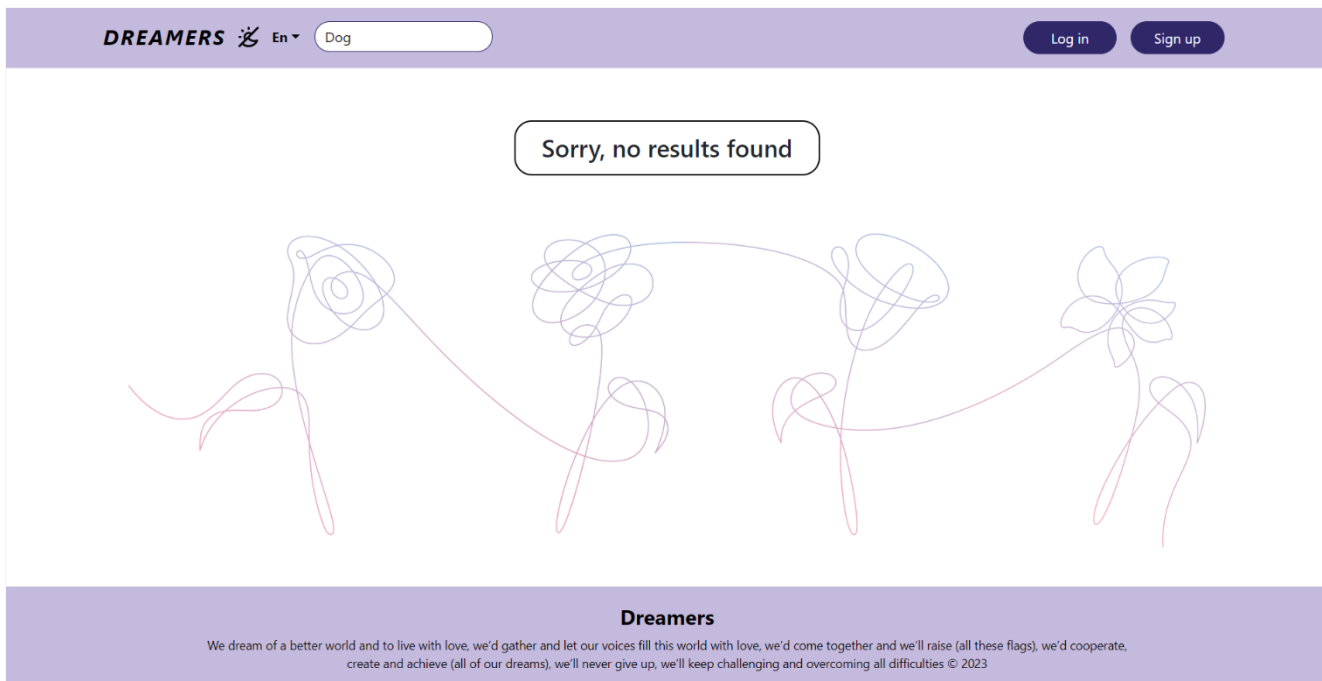 DREAMERS En Dog Log in Sign up
Sorry, no results found
Dreamers
We dream of a better world and to live with love, we'd gather and let our voices fill this world with love, we'd come together and we'll raise (all these flags), we'd cooperate,
create and achieve (all of our dreams), we'll never give up, we'll keep challenging and overcoming all difficulties © 2023